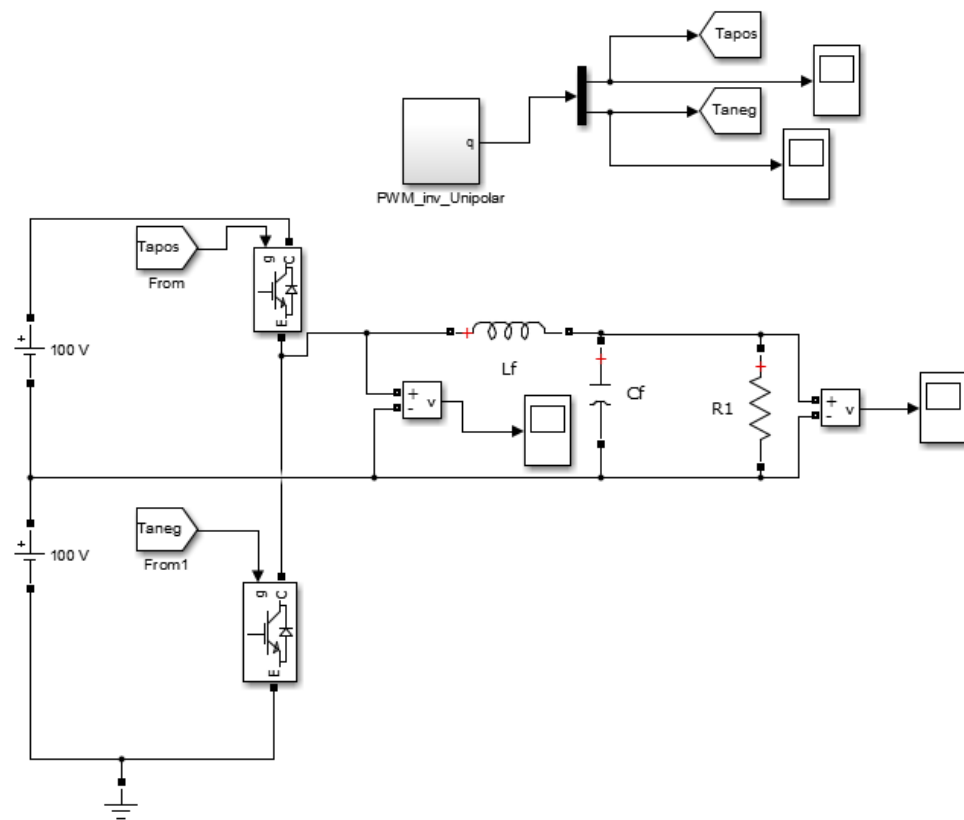 Tapos
Taneg
q
PWM_inv_Unipolar
Tapos
From
g C
E
+
100 V
+
Lf
+
Cf
+
R1
+
-
v
+
-
v
+
100 V
Taneg
From1
g C
E